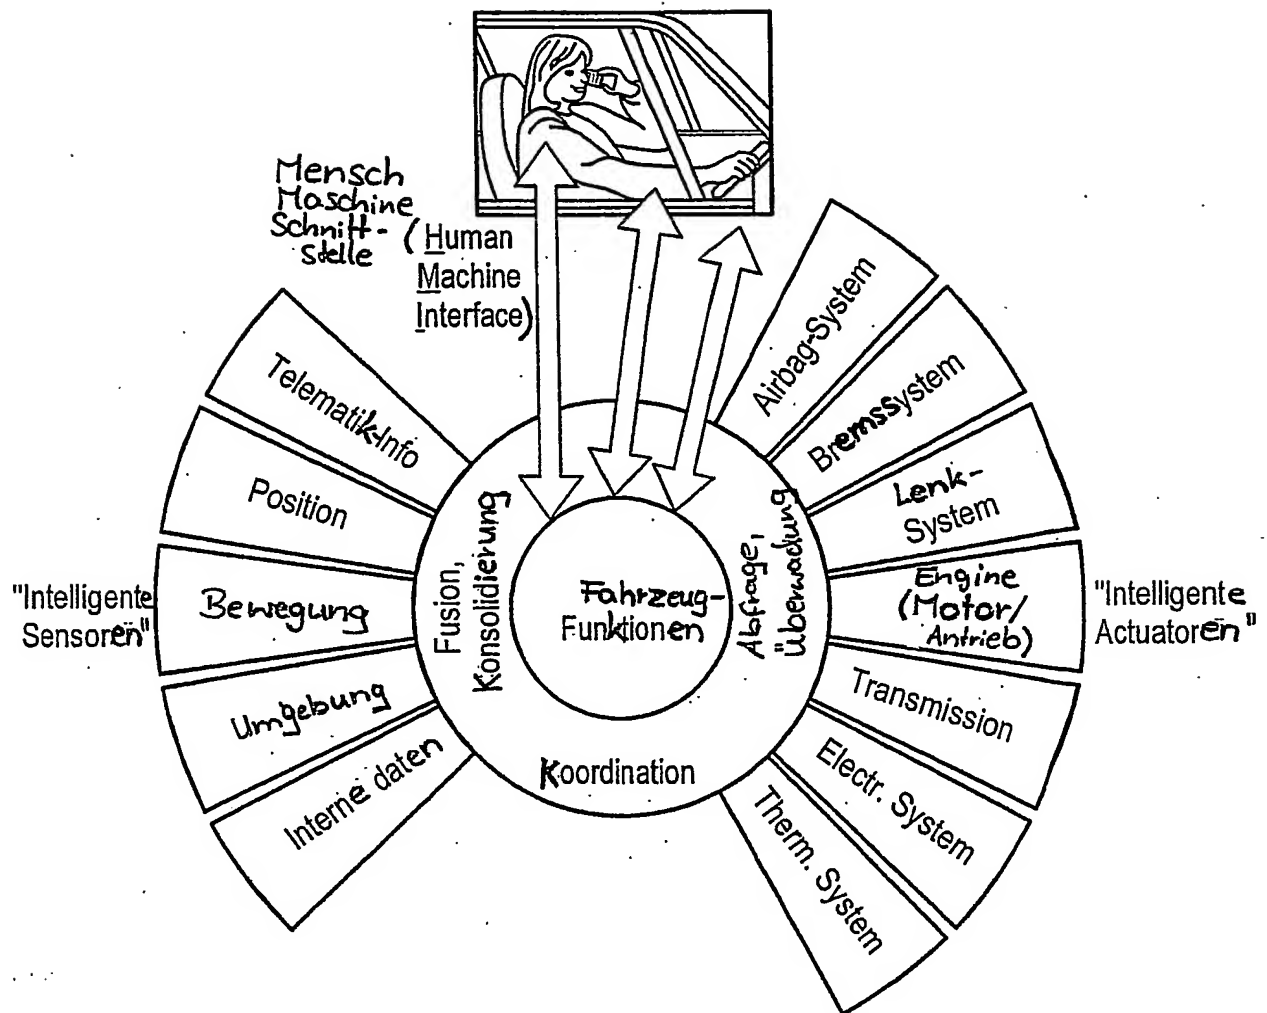 Mensch
Maschine
Schnitt-
stelle
(Human
Machine
Interface)
Telematik-Info
Position
"Intelligente
Sensoren"
Bewegung
Umgebung
Interne daten
Fusion,
Konsolidierung
Fahrzeug-
Funktionen
Abfrage,
Überwachung
Koordination
Airbag-System
Bremssystem
Lenk-
System
Engine
(Motor/
Antrieb)
"Intelligente
Actuatoren"
Transmission
Electr. System
Therm. System